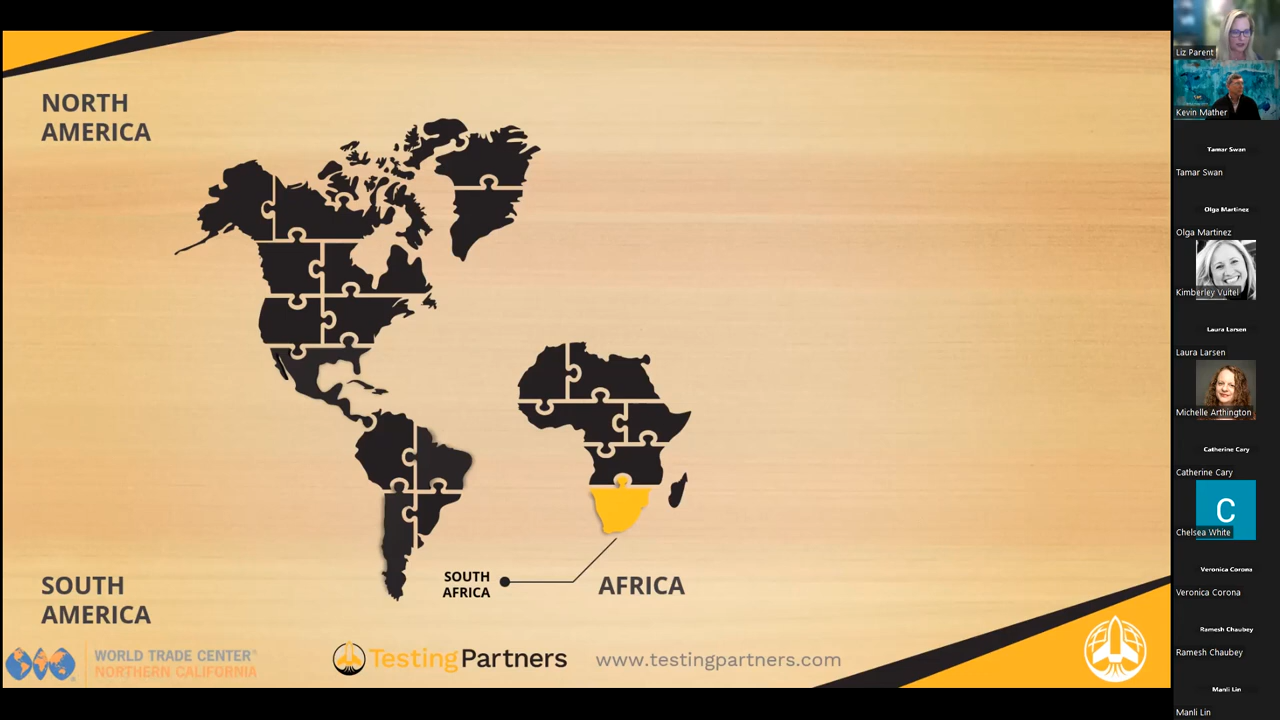 NORTH
AMERICA
SOUTH
AMERICA
SOUTH
AFRICA
AFRICA
WORLD TRADE CENTER®
NORTHERN CALIFORNIA
TestingPartners
www.testingpartners.com
Liz Parent
Kevin Mather
Tamar Swan
Tamar Swan
Olga Martinez
Olga Martinez
Kimberley Vuitel
Laura Larsen
Laura Larsen
Michelle Arthington
Catherine Cary
Catherine Cary
C
Chelsea White
Veronica Corona
Veronica Corona
Ramesh Chaubey
Ramesh Chaubey
Manli Lin
Manli Lin